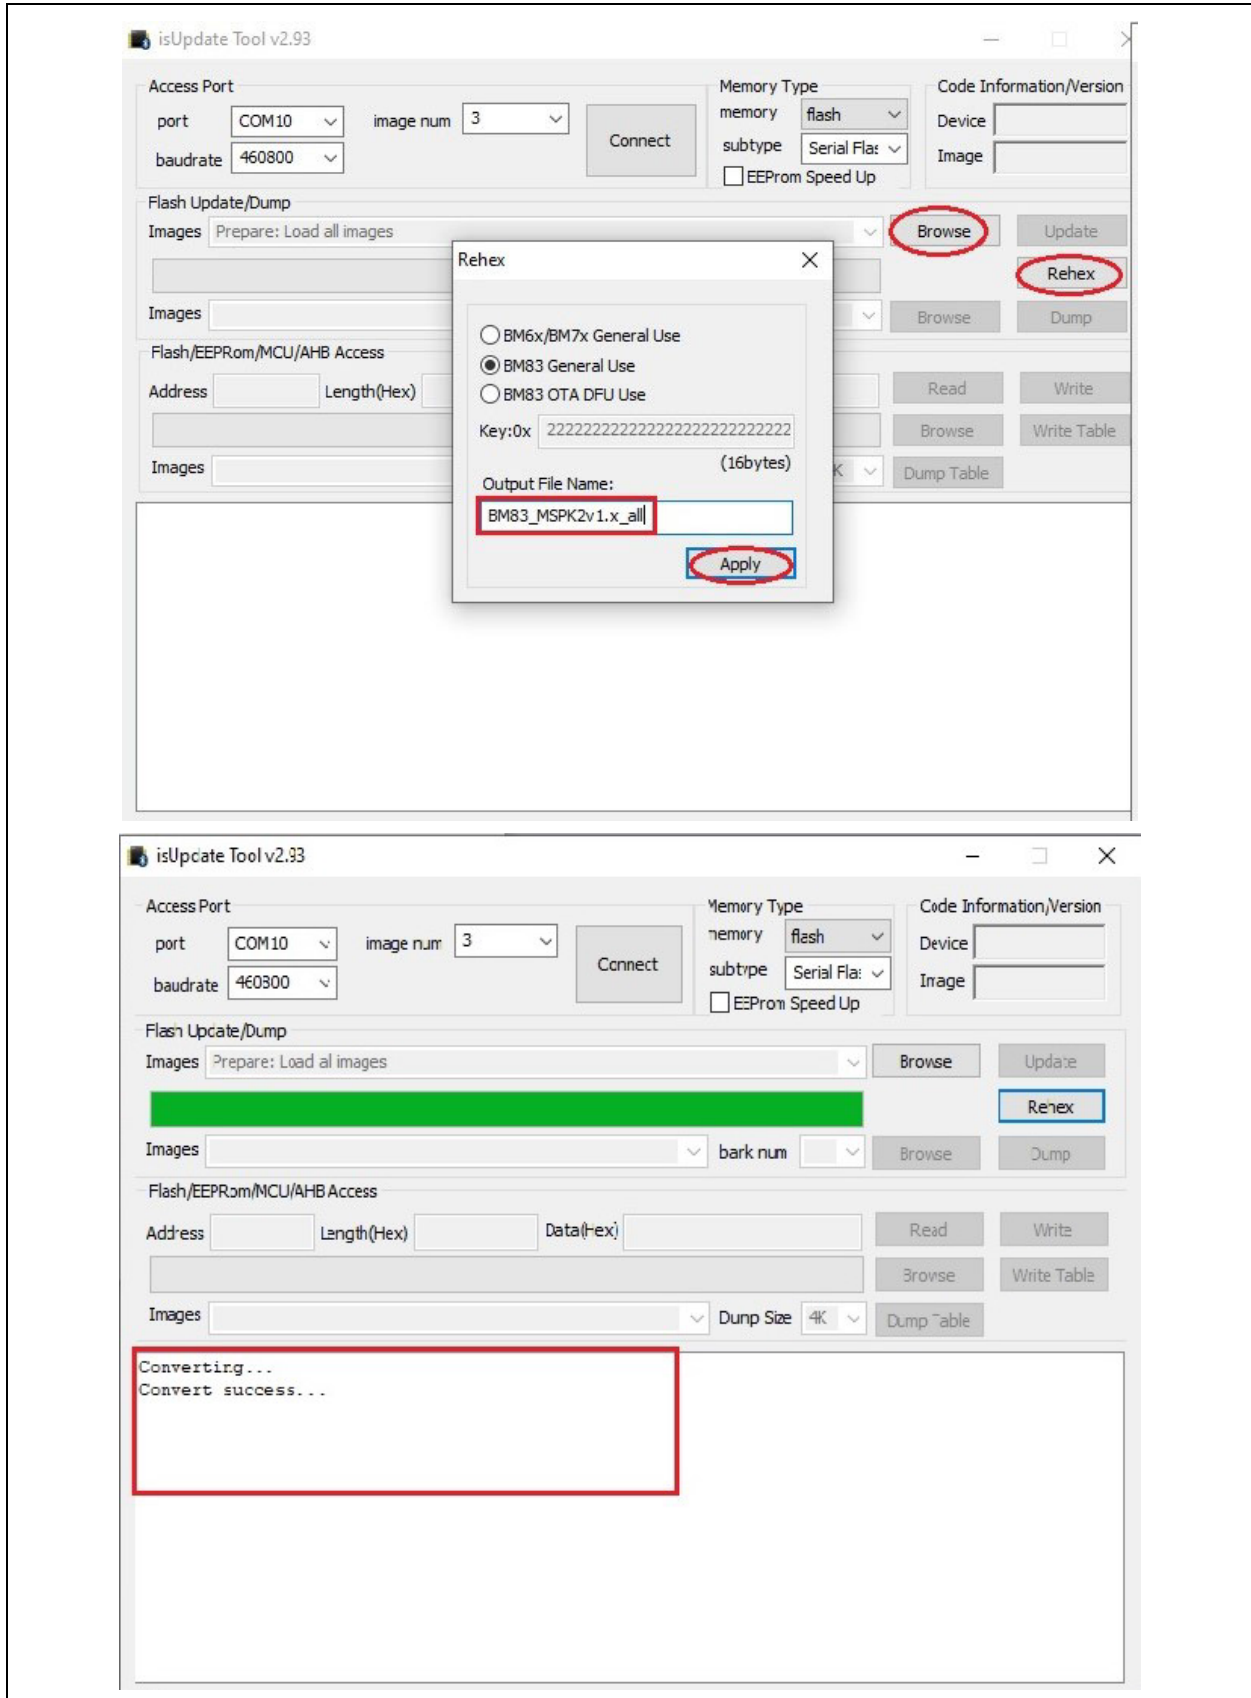 isUpdate Tool v2.93
Access Port
port COM10 image num 3 Connect
baudrate 460800
Memory Type
memory flash
subtype Serial Flas
EEProm Speed Up
Code Information/Version
Device
Image
Flash Update/Dump
Images Prepare: Load all images Browse Update
Rehex
Images Browse Dump
Flash/EEPRom/MCU/AHB Access
Address Length(Hex) Read Write
Browse Write Table
Images K Dump Table
Rehex
BM6x/BM7x General Use
BM83 General Use
BM83 OTA DFU Use
Key:0x 22222222222222222222222222
(16bytes)
Output File Name:
BM83_MSPK2v1.x_all
Apply
isUpdate Tool v2.93
Access Port
port COM10 image num 3 Connect
baudrate 460800
Memory Type
memory flash
subtype Serial Flas
EEProm Speed Up
Code Information/Version
Device
Image
Flash Update/Dump
Images Prepare: Load all images Browse Update
Rehex
Images bank num Browse Dump
Flash/EEPRom/MCU/AHB Access
Address Length(Hex) Data(Hex) Read Write
Browse Write Table
Images Dump Size 4K Dump Table
Converting...
Convert success...